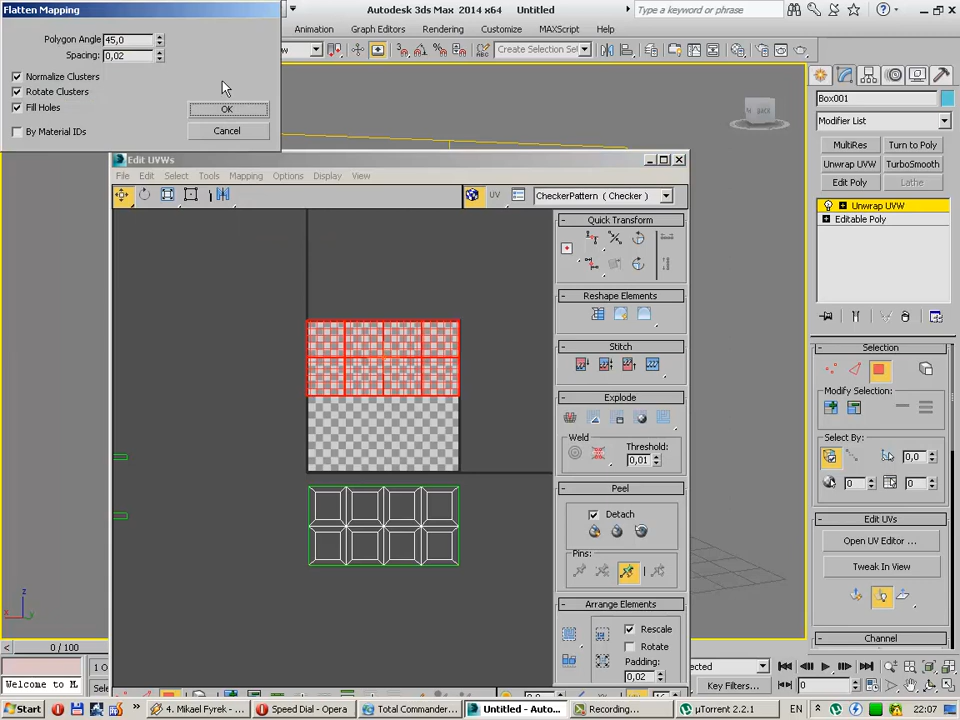 Flatten Mapping
Polygon Angle 45,0
Spacing: 0,02
Normalize Clusters
Rotate Clusters
Fill Holes
By Material IDs
OK
Cancel
Autodesk 3ds Max 2014 x64 Untitled
Type a keyword or phrase
Graph Editors Rendering Customize MAXScript Help
Create Selection Se
Edit UVWs
File Edit Select Tools Mapping Options Display View
UV
CheckerPattern ( Checker )
Quick Transform
Reshape Elements
Stitch
Explode
Weld
Threshold:
0,01
Peel
Detach
Pins:
Arrange Elements
Rescale
Rotate
Padding:
0,02
Box001
Modifier List
MultiRes Turn to Poly
Unwrap UVW TurboSmooth
Edit Poly Lathe
Unwrap UVW
Editable Poly
Selection
Modify Selection:
Select By:
0,0
0 0
Edit UVs
Open UV Editor ...
Tweak In View
Channel
BACK
z
x
y
0 / 100
Welcome to M
Key Filters...
0
Start
4. Mikael Fyrek - ...
Speed Dial - Opera
Total Commander...
Untitled - Auto...
Recording...
µTorrent 2.2.1
EN
22:07